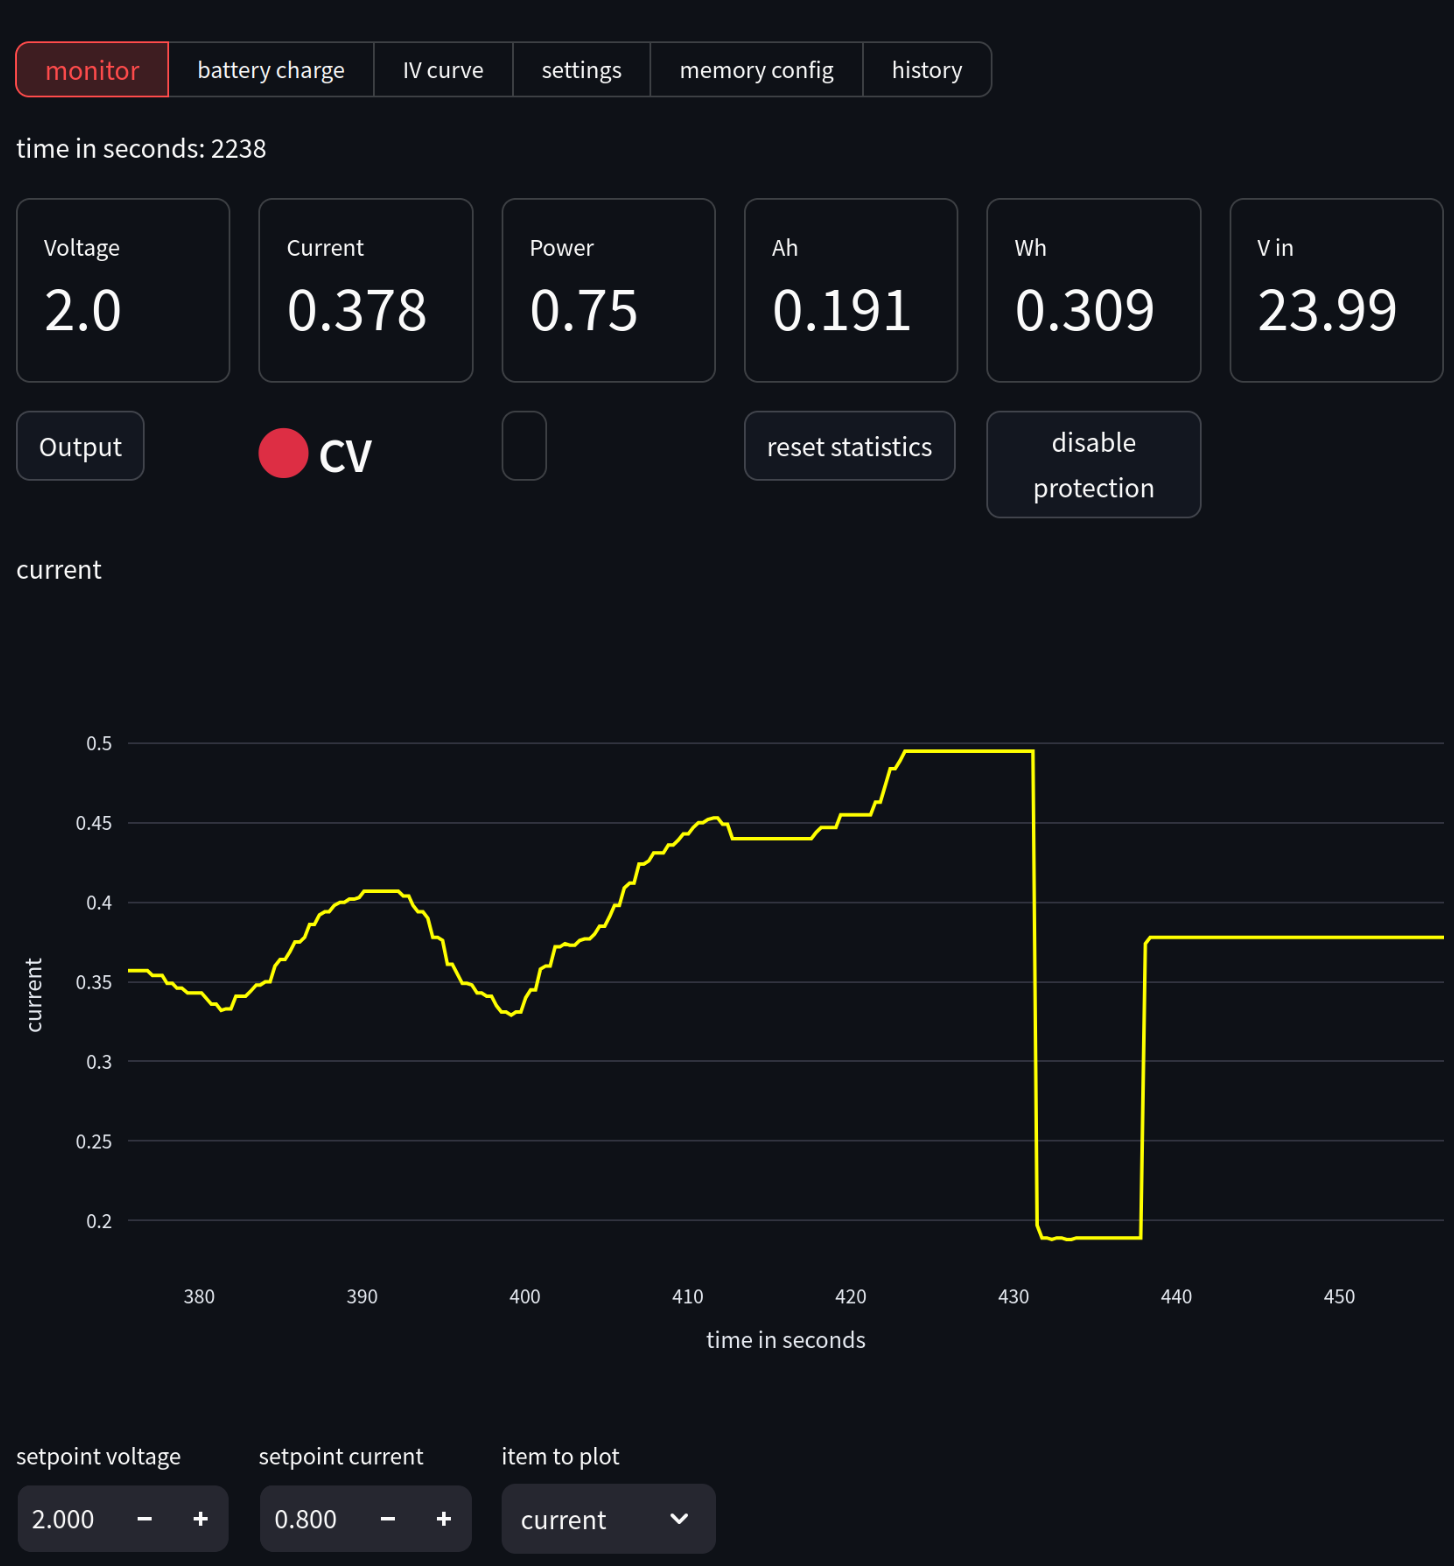 monitor battery charge IV curve settings memory config history
time in seconds: 2238
Voltage Current Power Ah Wh V in
2.0 0.378 0.75 0.191 0.309 23.99
Output CV reset statistics disable
protection
current
0.5
0.45
0.4
0.35
current
0.3
0.25
0.2
380 390 400 410 420 430 440 450
time in seconds
setpoint voltage setpoint current item to plot
2.000 − + 0.800 − + current